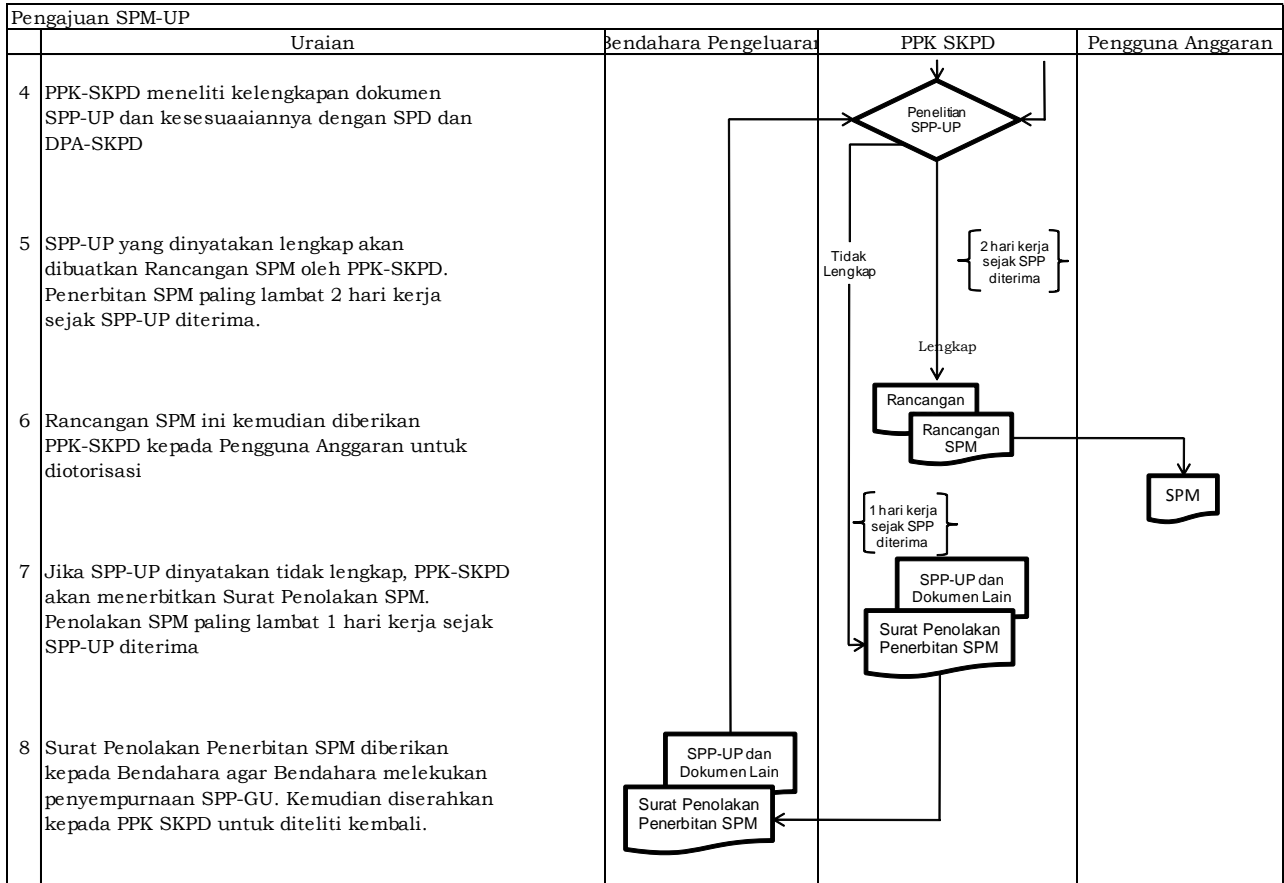 Pengajuan SPM-UP
Uraian
Bendahara Pengeluaran
PPK SKPD
Pengguna Anggaran
4 PPK-SKPD meneliti kelengkapan dokumen
SPP-UP dan kesesuaaiannya dengan SPD dan
DPA-SKPD
Penelitian
SPP-UP
5 SPP-UP yang dinyatakan lengkap akan
dibuatkan Rancangan SPM oleh PPK-SKPD.
Penerbitan SPM paling lambat 2 hari kerja
sejak SPP-UP diterima.
Tidak
Lengkap
2 hari kerja
sejak SPP
diterima
Lengkap
6 Rancangan SPM ini kemudian diberikan
PPK-SKPD kepada Pengguna Anggaran untuk
diotorisasi
Rancangan
Rancangan
SPM
SPM
1 hari kerja
sejak SPP
diterima
7 Jika SPP-UP dinyatakan tidak lengkap, PPK-SKPD
akan menerbitkan Surat Penolakan SPM.
Penolakan SPM paling lambat 1 hari kerja sejak
SPP-UP diterima
SPP-UP dan
Dokumen Lain
Surat Penolakan
Penerbitan SPM
8 Surat Penolakan Penerbitan SPM diberikan
kepada Bendahara agar Bendahara melekukan
penyempurnaan SPP-GU. Kemudian diserahkan
kepada PPK SKPD untuk diteliti kembali.
SPP-UP dan
Dokumen Lain
Surat Penolakan
Penerbitan SPM